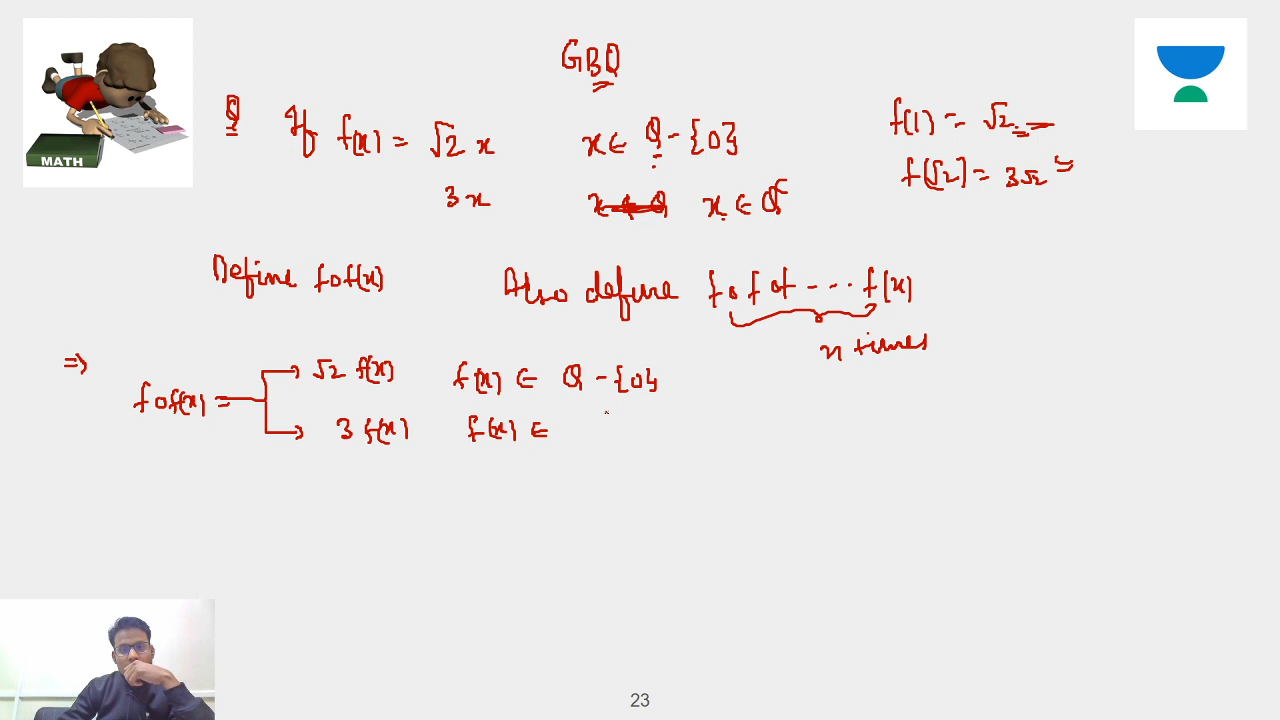 GBQ
Q If f(x) = √2 x x ∈ Q - {0}
3x x ∈ Q^c
f(1) = √2
f(√2) = 3√2
Define fof(x) Also define fofof---...f(x)
n times
⇒ fof(x) = √2 f(x) f(x) ∈ Q - {0}
3 f(x) f(x) ∈
MATH
23